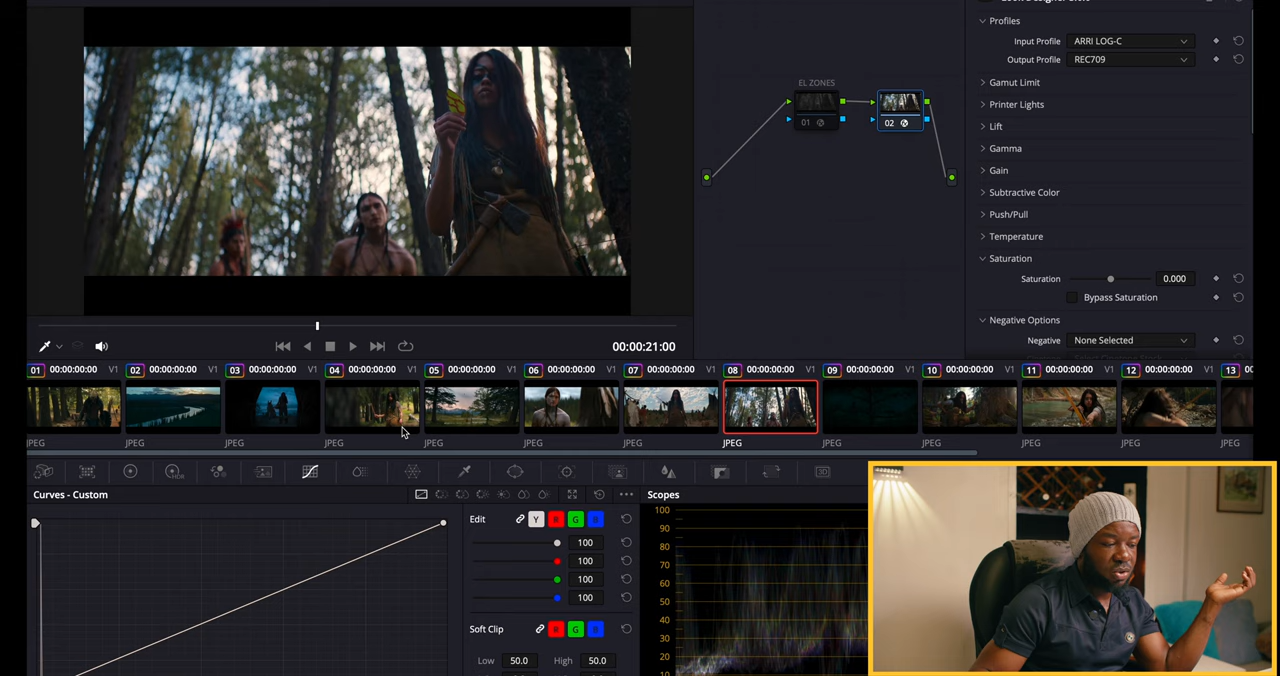 Profiles
Input Profile ARRI LOG-C
Output Profile REC709
Gamut Limit
Printer Lights
Lift
Gamma
Gain
Subtractive Color
Push/Pull
Temperature
Saturation
Saturation 0.000
Bypass Saturation
Negative Options
Negative None Selected
EL ZONES
01
02
00:00:21:00
01 00:00:00:00 V1
02 00:00:00:00 V1
03 00:00:00:00 V1
04 00:00:00:00 V1
05 00:00:00:00 V1
06 00:00:00:00 V1
07 00:00:00:00 V1
08 00:00:00:00 V1
09 00:00:00:00 V1
10 00:00:00:00 V1
11 00:00:00:00 V1
12 00:00:00:00 V1
13 00
JPEG JPEG JPEG JPEG JPEG JPEG JPEG JPEG JPEG JPEG JPEG JPEG JPEG
HDR
3D
Curves - Custom
Edit Y R G B
100
100
100
100
Soft Clip R G B
Low 50.0 High 50.0
Scopes
100
90
80
70
60
50
40
30
20
10